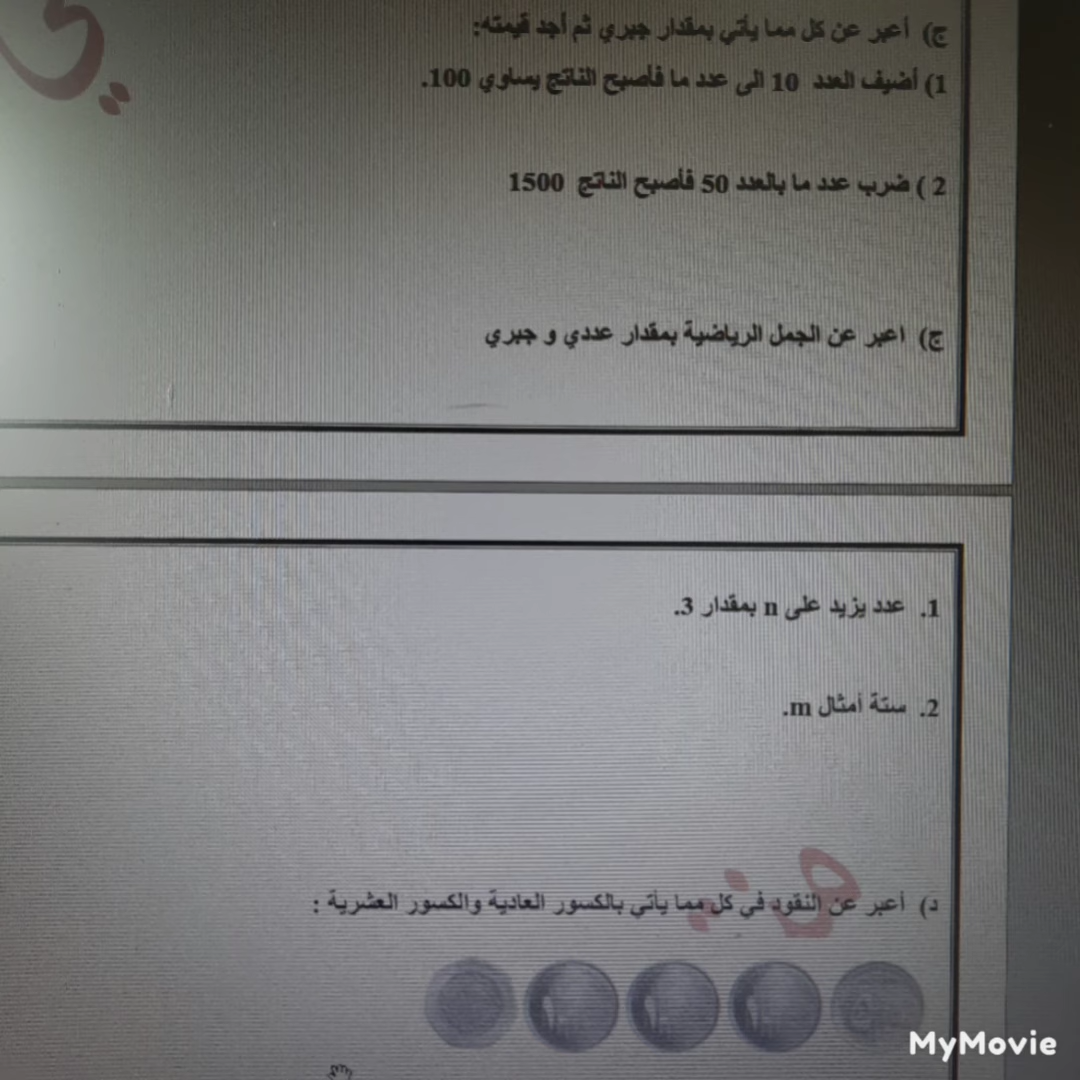 ج) أعبر عن كل مما يأتي بمقدار جبري ثم أجد قيمته:
1) أضيف العدد 10 الى عدد ما فأصبح الناتج يساوي 100.
2 ) ضرب عدد ما بالعدد 50 فأصبح الناتج 1500
ج) اعبر عن الجمل الرياضية بمقدار عددي و جبري
1. عدد يزيد على n بمقدار 3.
2. ستة أمثال m.
د) أعبر عن النقود في كل مما يأتي بالكسور العادية والكسور العشرية :
MyMovie